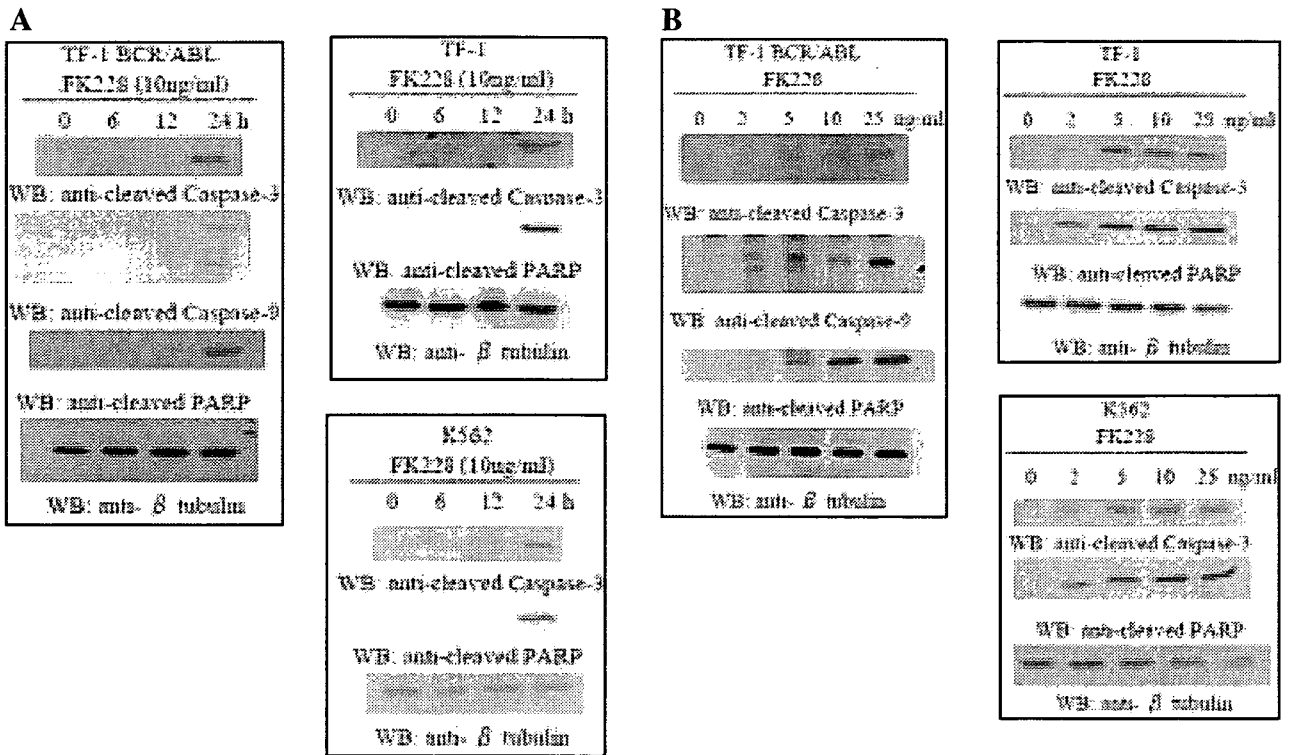 A
TF-1 BCR/ABL
FK228 (10ng/ml)
0 6 12 24 h
WB: anti-cleaved Caspase-3
WB: anti-cleaved Caspase-9
WB: anti-cleaved PARP
WB: anti- β tubulin
TF-1
FK228 (10ng/ml)
0 6 12 24 h
WB: anti-cleaved Caspase-3
WB: anti-cleaved PARP
WB: anti- β tubulin
K562
FK228 (10ng/ml)
0 6 12 24 h
WB: anti-cleaved Caspase-3
WB: anti-cleaved PARP
WB: anti- β tubulin
B
TF-1 BCR/ABL
FK228
0 2 5 10 25 ng/ml
WB: anti-cleaved Caspase-3
WB: anti-cleaved Caspase-9
WB: anti-cleaved PARP
WB: anti- β tubulin
TF-1
FK228
0 2 5 10 25 ng/ml
WB: anti-cleaved Caspase-3
WB: anti-cleaved PARP
WB: anti- β tubulin
K562
FK228
0 2 5 10 25 ng/ml
WB: anti-cleaved Caspase-3
WB: anti-cleaved PARP
WB: anti- β tubulin